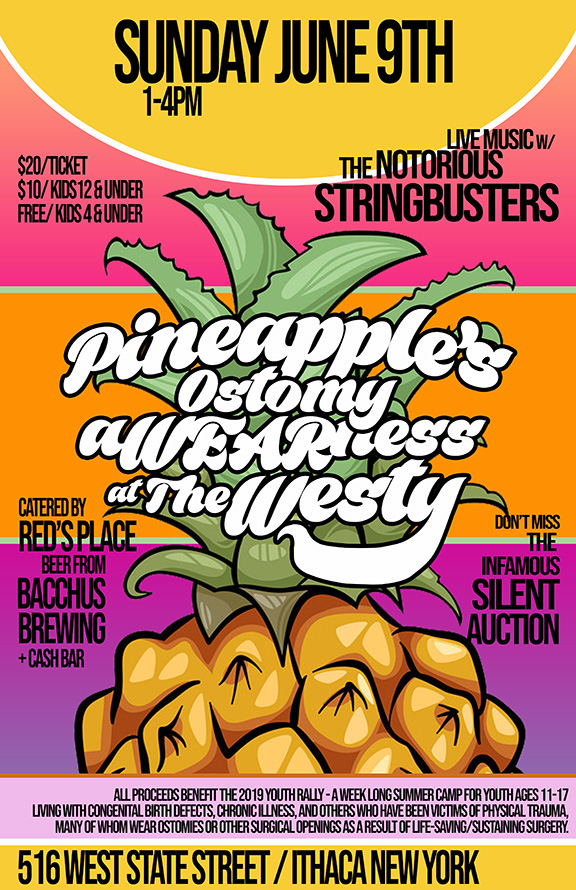 SUNDAY JUNE 9TH
1-4PM
LIVE MUSIC W/
THE NOTORIOUS
STRINGBUSTERS
$20/TICKET
$10/ KIDS 12 & UNDER
FREE/ KIDS 4 & UNDER
Pineapple's
Ostomy
aWEARness
at The Westy
CATERED BY
RED'S PLACE
BEER FROM
BACCHUS
BREWING
+ CASH BAR
DON'T MISS
THE
INFAMOUS
SILENT
AUCTION
ALL PROCEEDS BENEFIT THE 2019 YOUTH RALLY - A WEEK LONG SUMMER CAMP FOR YOUTH AGES 11-17
LIVING WITH CONGENITAL BIRTH DEFECTS, CHRONIC ILLNESS, AND OTHERS WHO HAVE BEEN VICTIMS OF PHYSICAL TRAUMA,
MANY OF WHOM WEAR OSTOMIES OR OTHER SURGICAL OPENINGS AS A RESULT OF LIFE-SAVING/SUSTAINING SURGERY.
516 WEST STATE STREET / ITHACA NEW YORK